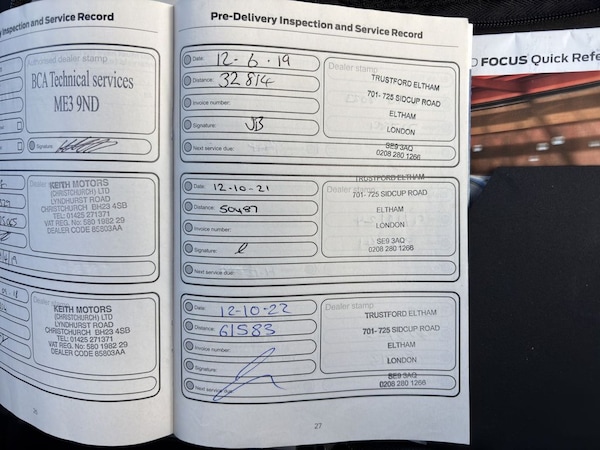 Inspection and Service Record
Authorised dealer stamp
BCA Technical services
ME3 9ND
Signature:
KEITH MOTORS
(CHRISTCHURCH) LTD
LYNDHURST ROAD
CHRISTCHURCH BH23 4SB
TEL: 01425 271371
VAT REG. No: 580 1982 29
DEALER CODE 85803AA
Dealer stamp
KEITH MOTORS
(CHRISTCHURCH) LTD
LYNDHURST ROAD
CHRISTCHURCH BH23 4SB
TEL: 01425 271371
VAT REG. No: 580 1982 29
DEALER CODE 85803AA
Pre-Delivery Inspection and Service Record
Date: 12-6-19
Distance: 32814
Invoice number:
Signature: JB
Next service due:
Dealer stamp
TRUSTFORD ELTHAM
701- 725 SIDCUP ROAD
ELTHAM
LONDON
SE9 3AQ
0208 280 1266
Date: 12-10-21
Distance: 50487
Invoice number:
Signature:
Next service due:
TRUSTFORD ELTHAM
Dealer stamp
701- 725 SIDCUP ROAD
ELTHAM
LONDON
SE9 3AQ
0208 280 1266
Date: 12-10-22
Distance: 61583
Invoice number:
Signature:
Next service due:
Dealer stamp
TRUSTFORD ELTHAM
701- 725 SIDCUP ROAD
ELTHAM
LONDON
SE9 3AQ
0208 280 1266
27
FOCUS Quick Refe